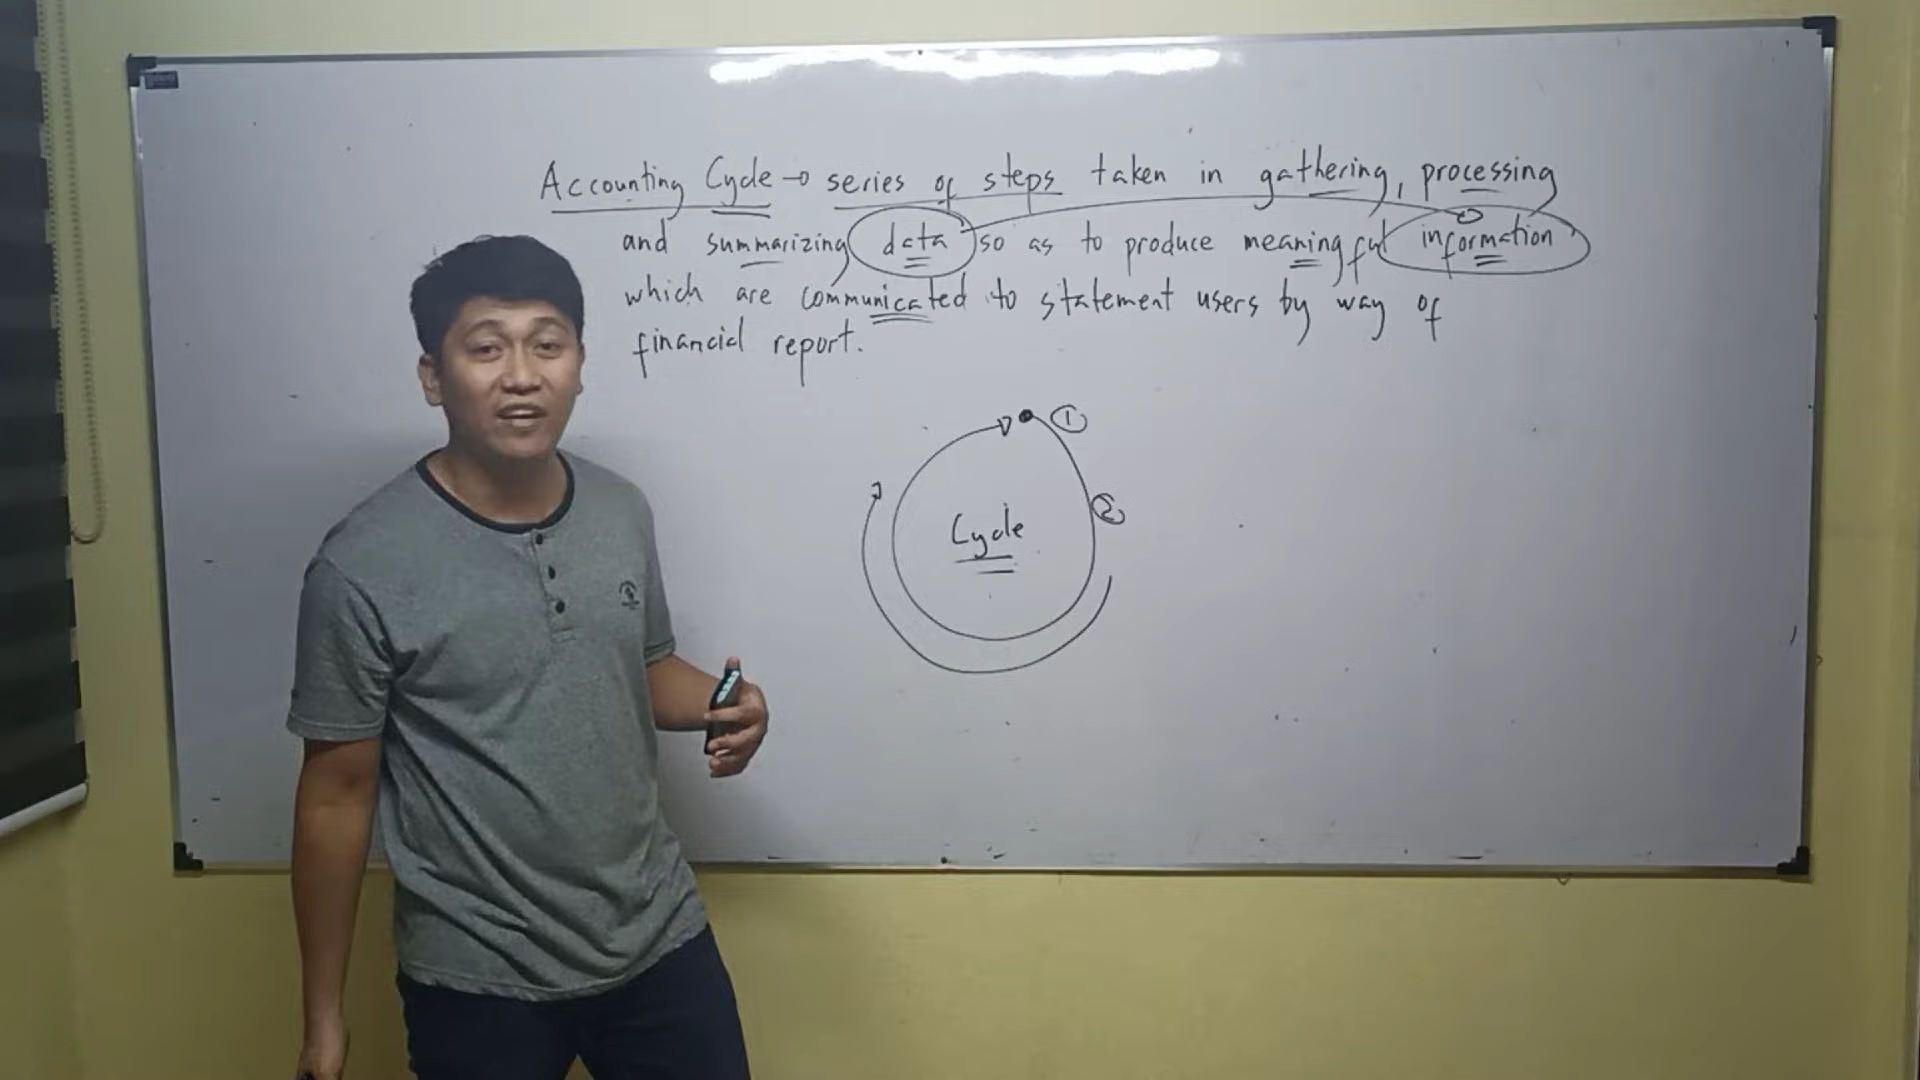 Accounting Cycle → series of steps taken in gathering, processing
and summarizing data so as to produce meaningful information
which are communicated to statement users by way of
financial report.
1
2
Cycle